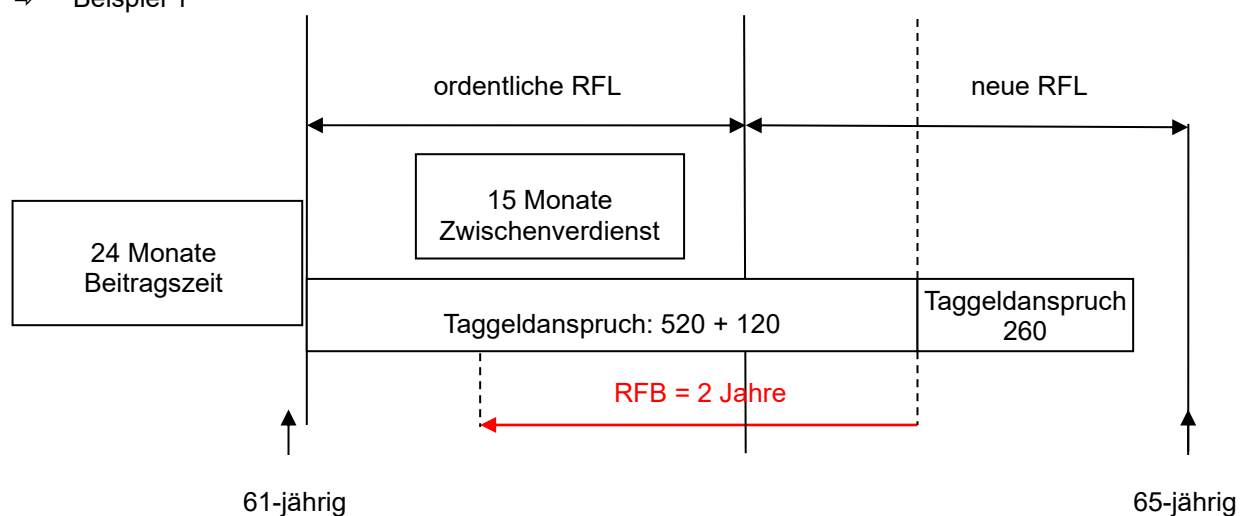 ⇨ Beispiel 1
ordentliche RFL
neue RFL
15 Monate
Zwischenverdienst
24 Monate
Beitragszeit
Taggeldanspruch: 520 + 120
Taggeldanspruch
260
RFB = 2 Jahre
61-jährig
65-jährig